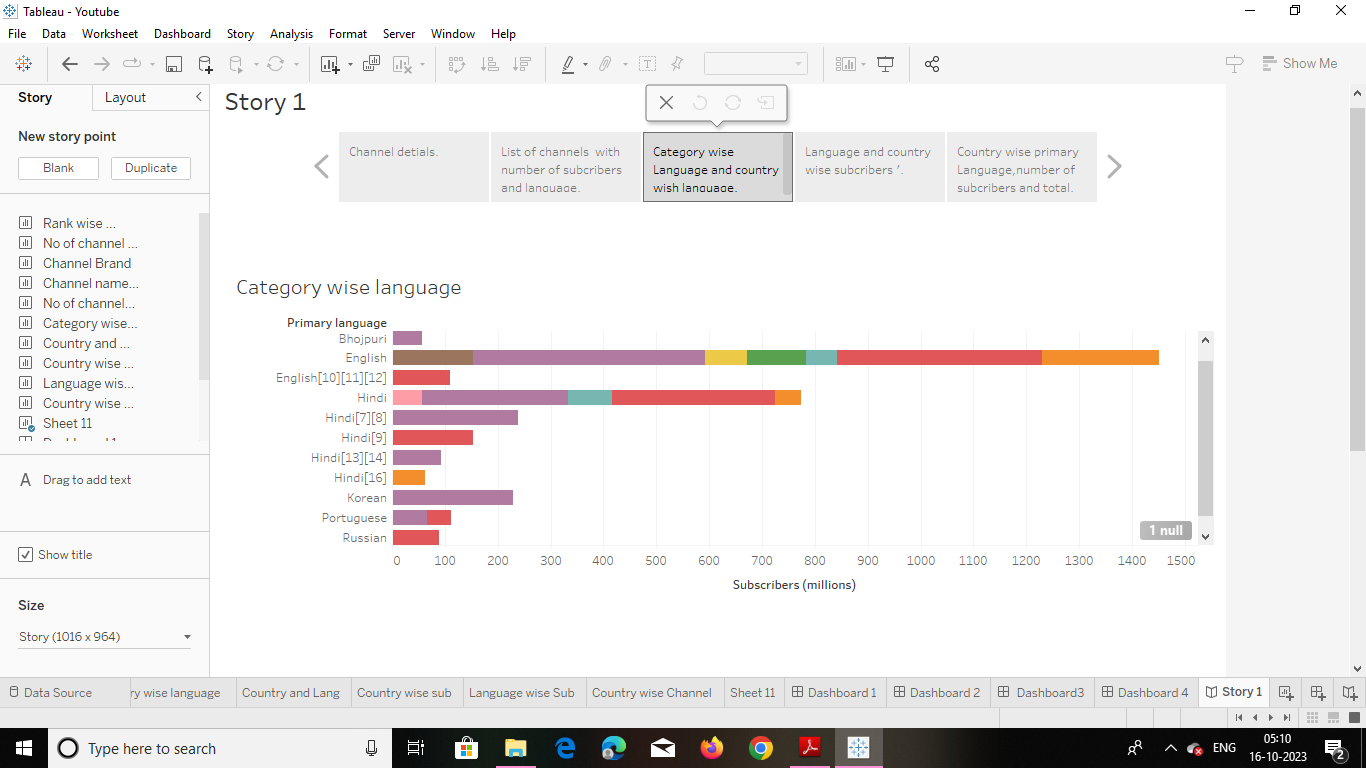 Tableau - Youtube
File Data Worksheet Dashboard Story Analysis Format Server Window Help
Show Me
Story Layout
New story point
Blank Duplicate
Rank wise ...
No of channel ...
Channel Brand
Channel name...
No of channel...
Category wise...
Country and ...
Country wise ...
Language wis...
Country wise ...
Sheet 11
Dashboard 1
A Drag to add text
Show title
Size
Story (1016 x 964)
Story 1
Channel detials.
List of channels with
number of subcribers
and language.
Category wise
Language and country
wish language.
Language and country
wise subcribers ’.
Country wise primary
Language,number of
subcribers and total.
Category wise language
Primary language
Bhojpuri
English
English[10][11][12]
Hindi
Hindi[7][8]
Hindi[9]
Hindi[13][14]
Hindi[16]
Korean
Portuguese
Russian
1 null
0 100 200 300 400 500 600 700 800 900 1000 1100 1200 1300 1400 1500
Subscribers (millions)
Data Source ry wise language Country and Lang Country wise sub Language wise Sub Country wise Channel Sheet 11 Dashboard 1 Dashboard 2 Dashboard3 Dashboard 4 Story 1
Type here to search
ENG
05:10
16-10-2023
2